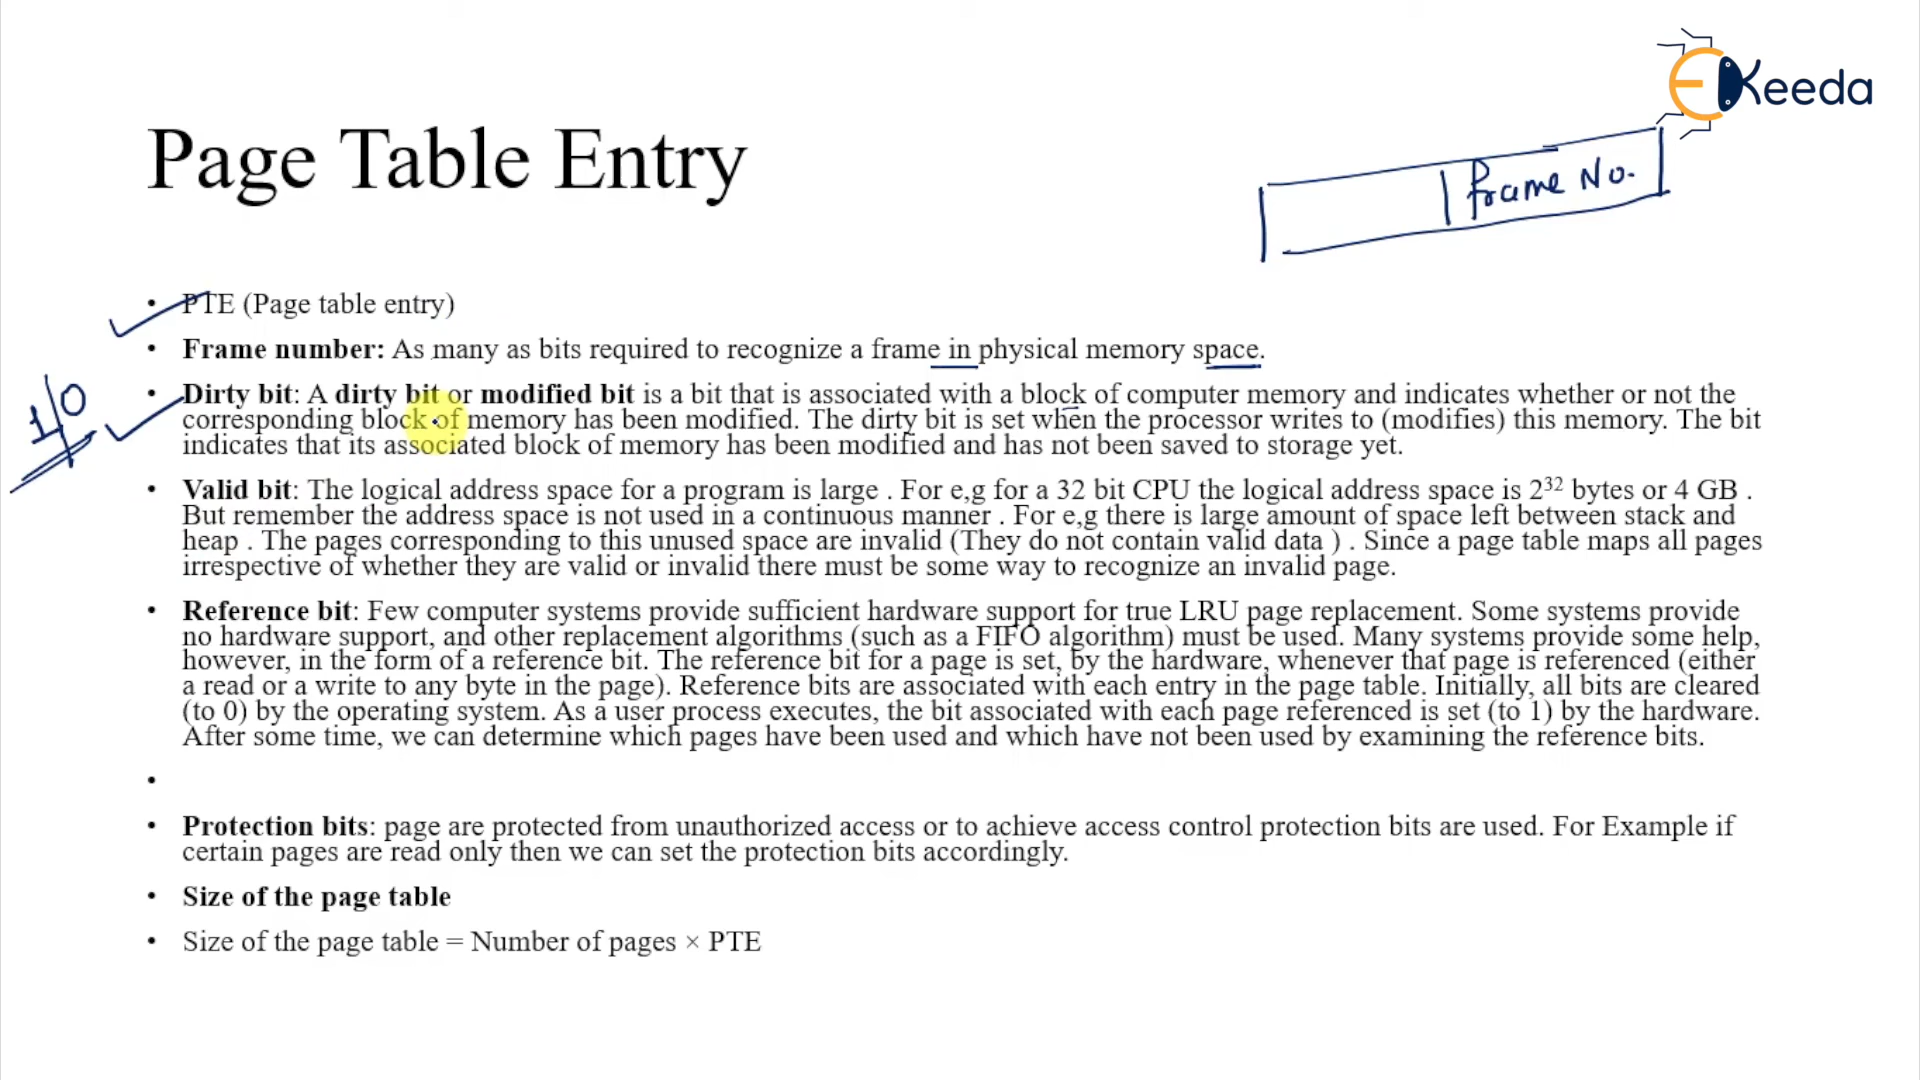 EKeeda
Page Table Entry
Frame No.
• PTE (Page table entry)
• Frame number: As many as bits required to recognize a frame in physical memory space.
1/0
• Dirty bit: A dirty bit or modified bit is a bit that is associated with a block of computer memory and indicates whether or not the
corresponding block of memory has been modified. The dirty bit is set when the processor writes to (modifies) this memory. The bit
indicates that its associated block of memory has been modified and has not been saved to storage yet.
• Valid bit: The logical address space for a program is large . For e,g for a 32 bit CPU the logical address space is 2³² bytes or 4 GB .
But remember the address space is not used in a continuous manner . For e,g there is large amount of space left between stack and
heap . The pages corresponding to this unused space are invalid (They do not contain valid data ) . Since a page table maps all pages
irrespective of whether they are valid or invalid there must be some way to recognize an invalid page.
• Reference bit: Few computer systems provide sufficient hardware support for true LRU page replacement. Some systems provide
no hardware support, and other replacement algorithms (such as a FIFO algorithm) must be used. Many systems provide some help,
however, in the form of a reference bit. The reference bit for a page is set, by the hardware, whenever that page is referenced (either
a read or a write to any byte in the page). Reference bits are associated with each entry in the page table. Initially, all bits are cleared
(to 0) by the operating system. As a user process executes, the bit associated with each page referenced is set (to 1) by the hardware.
After some time, we can determine which pages have been used and which have not been used by examining the reference bits.
•
• Protection bits: page are protected from unauthorized access or to achieve access control protection bits are used. For Example if
certain pages are read only then we can set the protection bits accordingly.
• Size of the page table
• Size of the page table = Number of pages × PTE